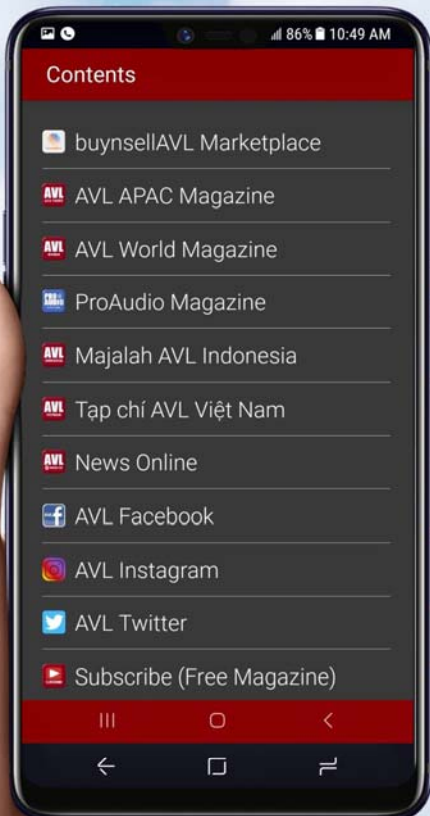 86% 10:49 AM
Contents
buynsellAVL Marketplace
AVL APAC Magazine
AVL World Magazine
ProAudio Magazine
Majalah AVL Indonesia
Tạp chí AVL Việt Nam
News Online
AVL Facebook
AVL Instagram
AVL Twitter
Subscribe (Free Magazine)